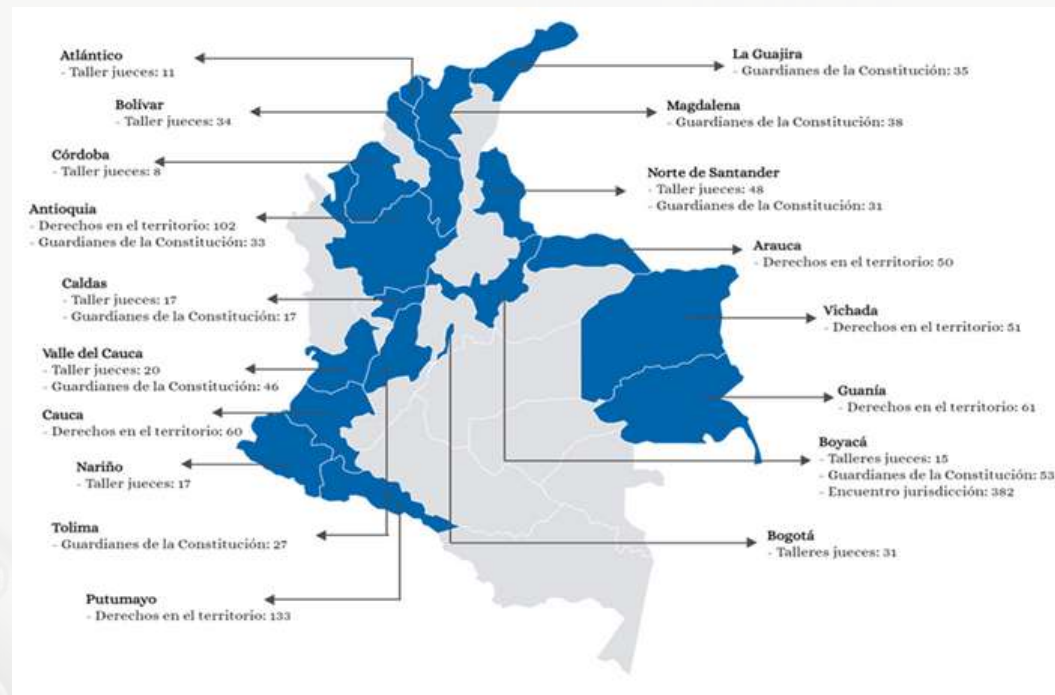 Atlántico
- Taller jueces: 11
Bolívar
- Taller jueces: 34
Córdoba
- Taller jueces: 8
Antioquia
- Derechos en el territorio: 102
- Guardianes de la Constitución: 33
Caldas
- Taller jueces: 17
- Guardianes de la Constitución: 17
Valle del Cauca
- Taller jueces: 20
- Guardianes de la Constitución: 46
Cauca
- Derechos en el territorio: 60
Nariño
- Taller jueces: 17
Tolima
- Guardianes de la Constitución: 27
Putumayo
- Derechos en el territorio: 133
La Guajira
- Guardianes de la Constitución: 35
Magdalena
- Guardianes de la Constitución: 38
Norte de Santander
- Taller jueces: 48
- Guardianes de la Constitución: 31
Arauca
- Derechos en el territorio: 50
Vichada
- Derechos en el territorio: 51
Guanía
- Derechos en el territorio: 61
Boyacá
- Talleres jueces: 15
- Guardianes de la Constitución: 53
- Encuentro jurisdicción: 382
Bogotá
- Talleres jueces: 31